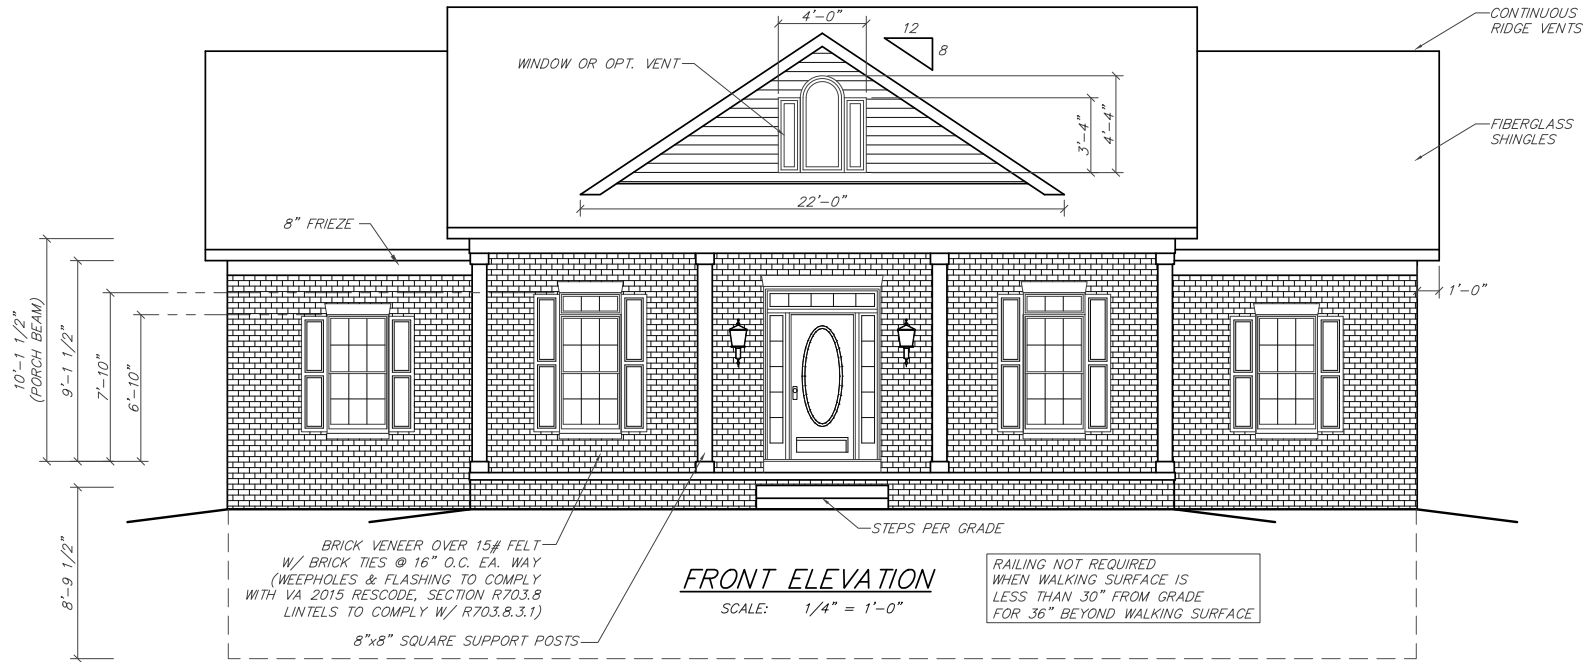 4'-0"
12
8
CONTINUOUS
RIDGE VENTS
WINDOW OR OPT. VENT
3'-4"
4'-4"
FIBERGLASS
SHINGLES
22'-0"
8" FRIEZE
1'-0"
10'-1 1/2"
(PORCH BEAM)
9'-1 1/2"
7'-10"
6'-10"
8'-9 1/2"
STEPS PER GRADE
BRICK VENEER OVER 15# FELT
W/ BRICK TIES @ 16" O.C. EA. WAY
(WEEPHOLES & FLASHING TO COMPLY
WITH VA 2015 RESCODE, SECTION R703.8
LINTELS TO COMPLY W/ R703.8.3.1)
8"x8" SQUARE SUPPORT POSTS
FRONT ELEVATION
SCALE: 1/4" = 1'-0"
RAILING NOT REQUIRED
WHEN WALKING SURFACE IS
LESS THAN 30" FROM GRADE
FOR 36" BEYOND WALKING SURFACE